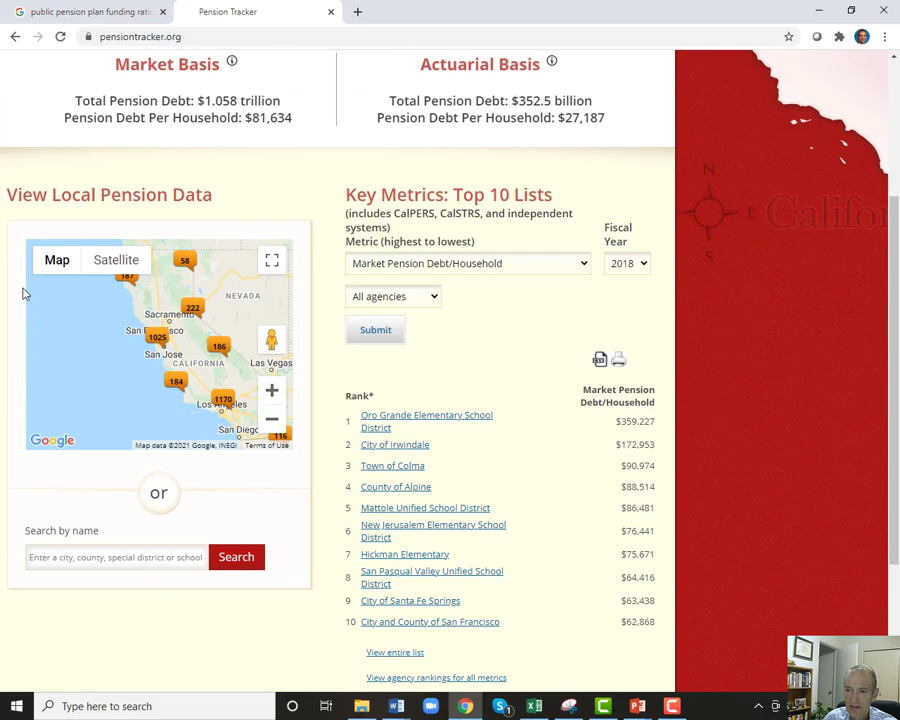 public pension plan funding ratio
Pension Tracker
pensiontracker.org
Market Basis
Actuarial Basis
Total Pension Debt: $1.058 trillion
Total Pension Debt: $352.5 billion
Pension Debt Per Household: $81,634
Pension Debt Per Household: $27,187
View Local Pension Data
Map
Satellite
58
187
NEVADA
222
Sacramento
San Francisco
1025
186
San Jose
CALIFORNIA
Las Vegas
184
1170
Los Angeles
San Diego
116
Google
Map data ©2021 Google, INEGI
Terms of Use
or
Search by name
Enter a city, county, special district or school
Search
Key Metrics: Top 10 Lists
(includes CalPERS, CalSTRS, and independent
systems)
Metric (highest to lowest)
Fiscal
Year
Market Pension Debt/Household
2018
All agencies
Submit
Rank*
Market Pension
Debt/Household
1 Oro Grande Elementary School
District
$359,227
2 City of Irwindale $172,953
3 Town of Colma $90,974
4 County of Alpine $88,514
5 Mattole Unified School District $86,481
6 New Jerusalem Elementary School
District
$76,441
7 Hickman Elementary $75,671
8 San Pasqual Valley Unified School
District
$64,416
9 City of Santa Fe Springs $63,438
10 City and County of San Francisco $62,868
View entire list
View agency rankings for all metrics
N
E
S
Califor
Type here to search